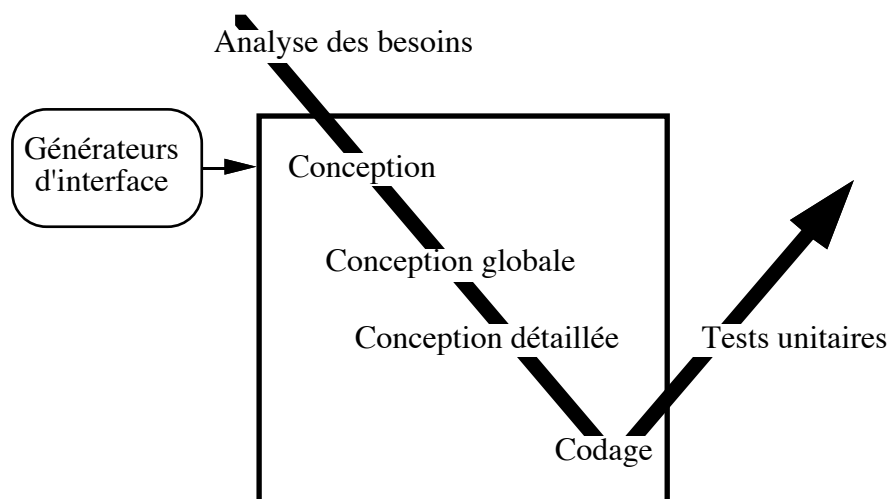 Analyse des besoins
Générateurs
d'interface
Conception
Conception globale
Conception détaillée
Tests unitaires
Codage